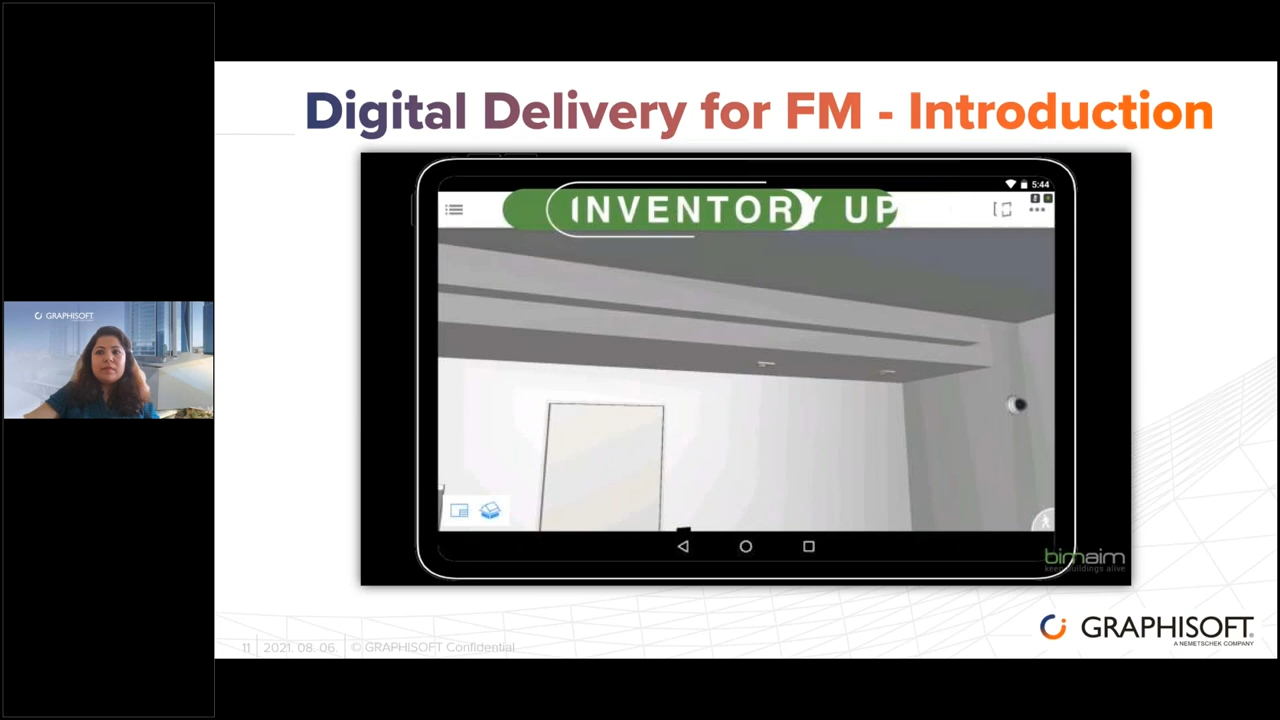 Digital Delivery for FM - Introduction
5:44
INVENTORY UP
GRAPHISOFT
bimaim
keep buildings alive
11 | 2021. 08. 06. | © GRAPHISOFT Confidential
GRAPHISOFT®
A NEMETSCHEK COMPANY